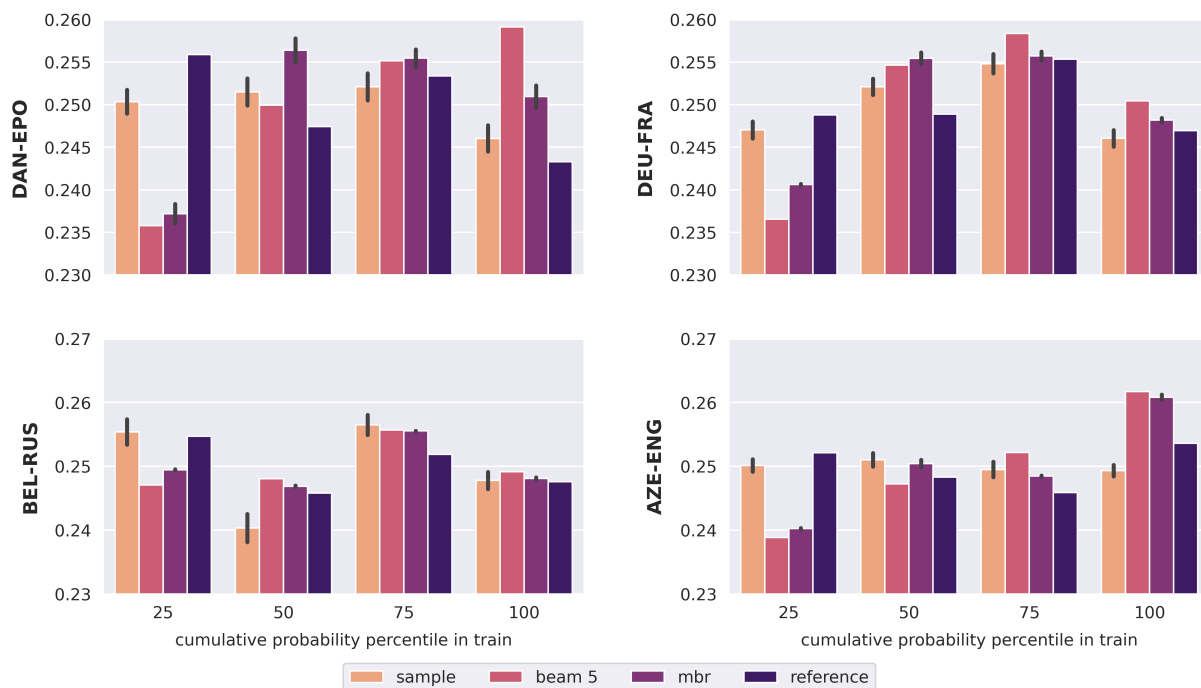 0.260
0.255
0.250
0.245
0.240
0.235
0.230
DAN-EPO
0.260
0.255
0.250
0.245
0.240
0.235
0.230
DEU-FRA
0.27
0.26
0.25
0.24
0.23
BEL-RUS
25 50 75 100
cumulative probability percentile in train
0.27
0.26
0.25
0.24
0.23
AZE-ENG
25 50 75 100
cumulative probability percentile in train
sample beam 5 mbr reference